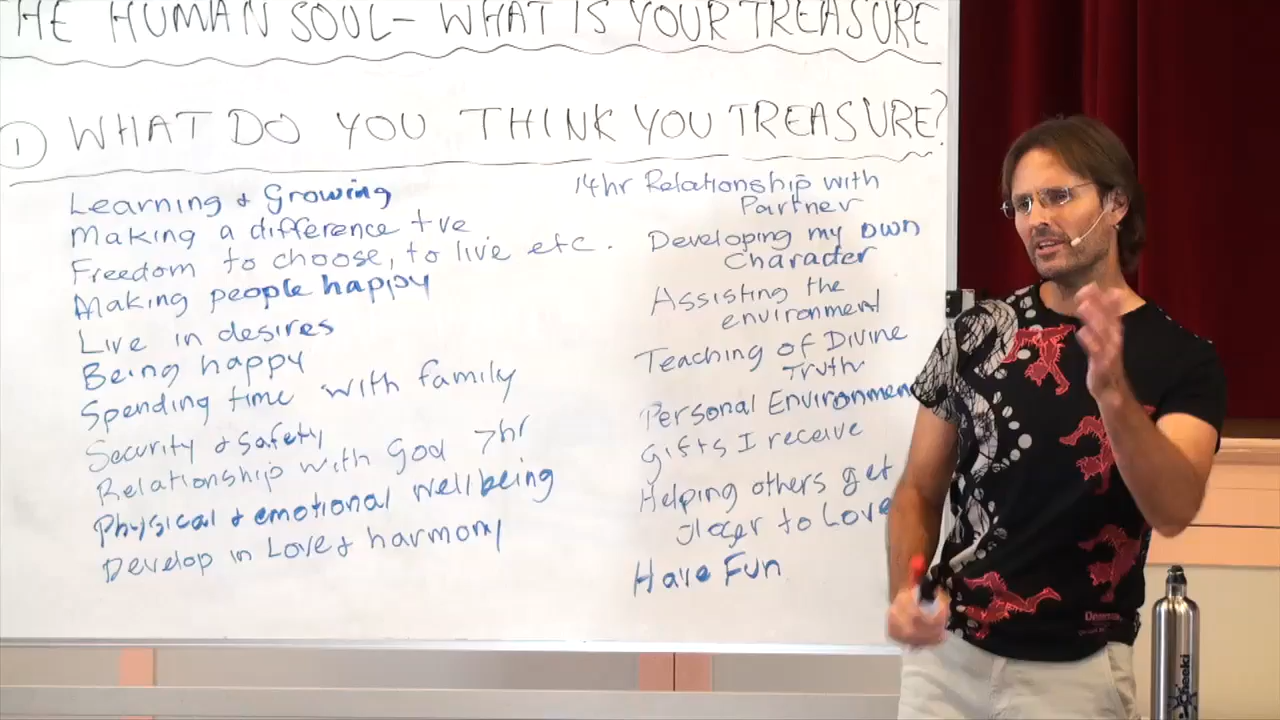 HE HUMAN SOUL - WHAT IS YOUR TREASURE
1 WHAT DO YOU THINK YOU TREASURE?
Learning & Growing
Making a difference +ve
Freedom to choose, to live etc.
Making people happy
Live in desires
Being happy
Spending time with family
Security & safety
Relationship with God 7hr
Physical & emotional wellbeing
Develop in Love & harmony
14hr Relationship with
Partner
Developing my own
Character
Assisting the
environment
Teaching of Divine
Truth
Personal Environmen
Gifts I receive
Helping others get
closer to Love
Have Fun
Cheeki